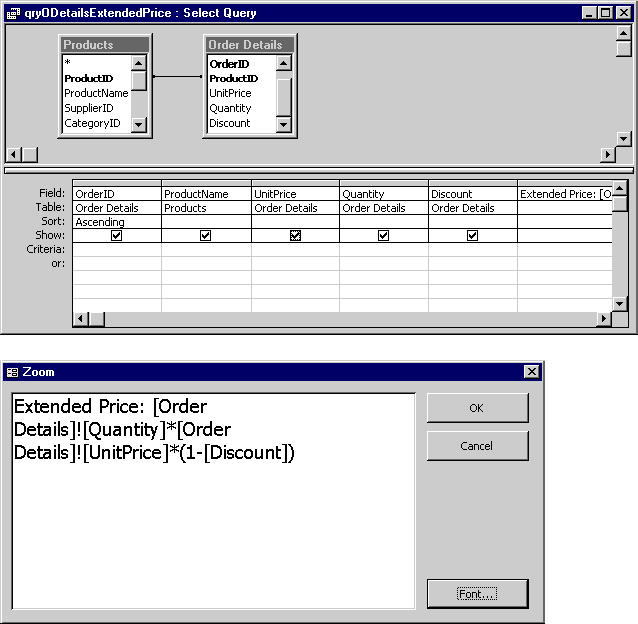 qryODetailsExtendedPrice : Select Query
Products
*
ProductID
ProductName
SupplierID
CategoryID
Order Details
OrderID
ProductID
UnitPrice
Quantity
Discount
Field: OrderID ProductName UnitPrice Quantity Discount Extended Price: [O
Table: Order Details Products Order Details Order Details Order Details
Sort: Ascending
Show:
Criteria:
or:
Zoom
Extended Price: [Order
Details]![Quantity]*[Order
Details]![UnitPrice]*(1-[Discount])
OK
Cancel
Font...